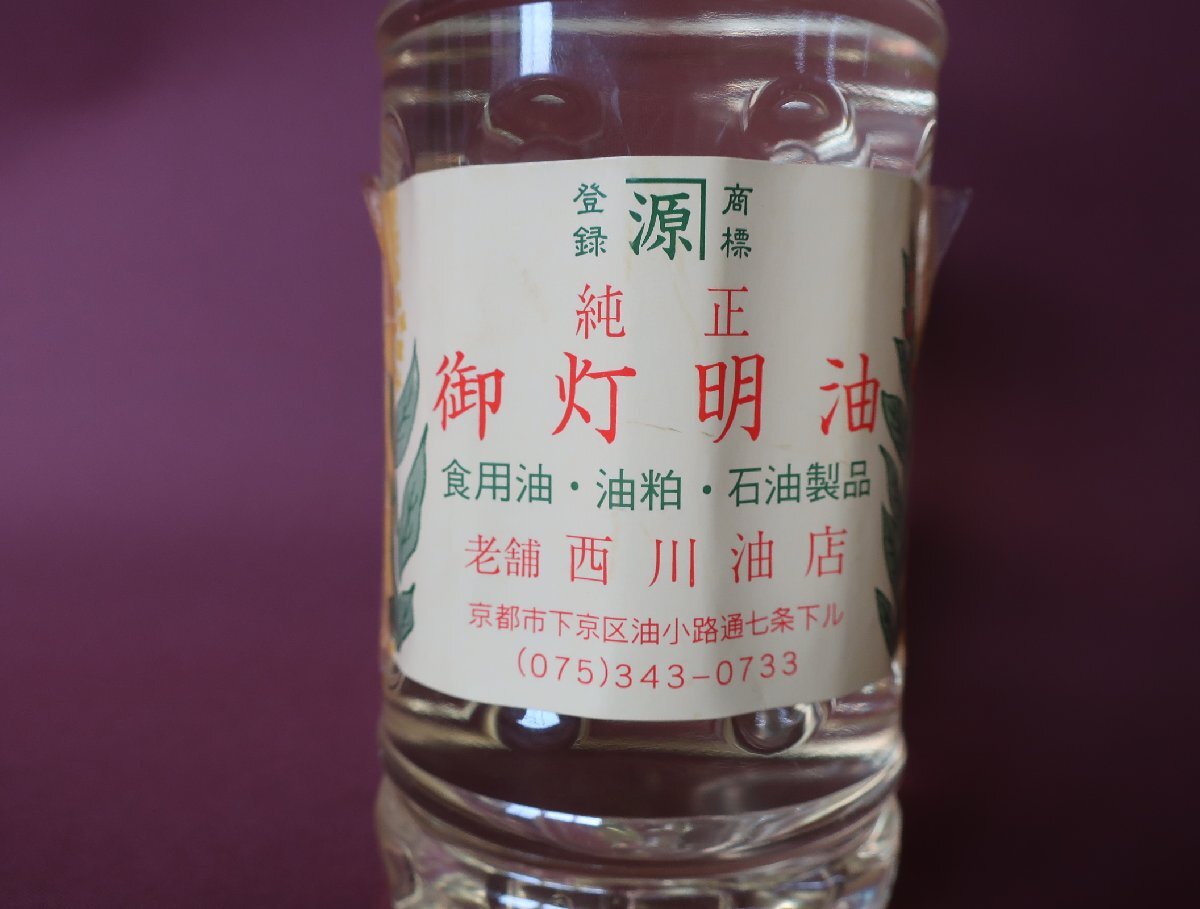 登録 源 商標
純正
御灯明油
食用油・油粕・石油製品
老舗 西川油店
京都市下京区油小路通七条下ル
(075)343-0733